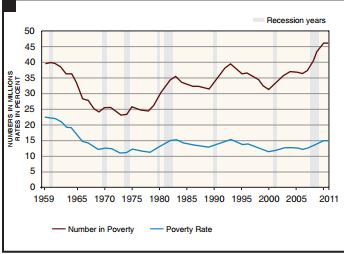 Recession years
NUMBERS IN MILLIONS
RATES IN PERCENT
50
45
40
35
30
25
20
15
10
5
0
1959 1965 1970 1975 1980 1985 1990 1995 2000 2005 2011
Number in Poverty Poverty Rate